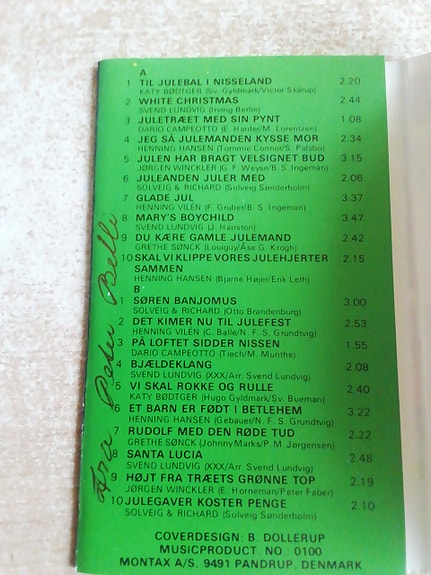 A
1 TIL JULEBAL I NISSELAND 2.20
KATY BØDTGER (Sv. Gyldmark/Victor Skaarup)
2 WHITE CHRISTMAS 2.44
SVEND LUNDVIG (Irving Berlin)
3 JULETRÆET MED SIN PYNT 1.08
DARIO CAMPEOTTO (E. Harder/M. Lorentzen)
4 JEG SÅ JULEMANDEN KYSSE MOR 2.34
HENNING HANSEN (Tommie Connor/S. Palsbo)
5 JULEN HAR BRAGT VELSIGNET BUD 3.15
JØRGEN WINCKLER (G. F. Weyse/B. S. Ingeman)
6 JULEANDEN JULER MED 2.06
SOLVEIG & RICHARD (Solveig Sønderholm)
7 GLADE JUL 3.37
HENNING VILÉN (F. Gruber/B. S. Ingeman)
8 MARY'S BOYCHILD 3.47
SVEND LUNDVIG (J. Hairston)
9 DU KÆRE GAMLE JULEMAND 2.42
GRETHE SØNCK (Louiguy/Åse G. Krogh)
10 SKAL VI KLIPPE VORES JULEHJERTER 2.15
SAMMEN
HENNING HANSEN (Bjarne Højer/Erik Leth)
B
1 SØREN BANJOMUS 3.00
SOLVEIG & RICHARD (Otto Brandenburg)
2 DET KIMER NU TIL JULEFEST 2.53
HENNING VILÉN (C. Balle/N. F. S. Grundtvig)
3 PÅ LOFTET SIDDER NISSEN 1.55
DARIO CAMPEOTTO (Tiech/M. Munthe)
4 BJÆLDEKLANG 2.08
SVEND LUNDVIG (XXX/Arr. Svend Lundvig)
5 VI SKAL ROKKE OG RULLE 2.40
KATY BØDTGER (Hugo Gyldmark/Sv. Bueman)
6 ET BARN ER FØDT I BETLEHEM 3.22
HENNING HANSEN (Gebauer/N. F. S. Grundtvig)
7 RUDOLF MED DEN RØDE TUD 2.22
GRETHE SØNCK (Johnny Marks/P. M. Jørgensen)
8 SANTA LUCIA 2.48
SVEND LUNDVIG (XXX/Arr. Svend Lundvig)
9 HØJT FRA TRÆETS GRØNNE TOP 2.19
JØRGEN WINCKLER (E. Horneman/Peter Faber)
10 JULEGAVER KOSTER PENGE 2.10
SOLVEIG & RICHARD (Solveig Sønderholm)
COVERDESIGN: B. DOLLERUP
MUSICPRODUCT. NO. 0100
MONTAX A/S. 9491 PANDRUP, DENMARK
Fra Peter Belli